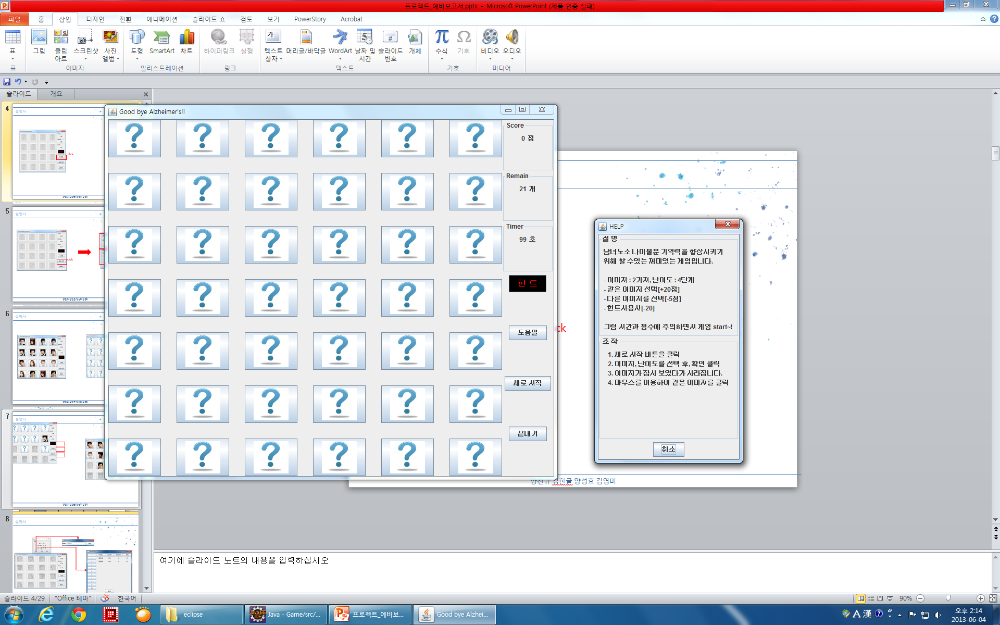 프로젝트_예비보고서.pptx - Microsoft PowerPoint (제품 인증 실패)
파일 홈 삽입 디자인 전환 애니메이션 슬라이드 쇼 검토 보기 PowerStory Acrobat
표 그림 클립 아트 스크린샷 사진 앨범 도형 SmartArt 차트 하이퍼링크 실행 텍스트 상자 머리글/바닥글 WordArt 날짜 및 시간 슬라이드 번호 개체 수식 기호 비디오 오디오
표 이미지 일러스트레이션 링크 텍스트 기호 미디어
슬라이드 개요
4
설명서
click
5
설명서
click
6
설명서
7
설명서
8
설명서
Good bye Alzheimer's!!
Score
0 점
Remain
21 개
Timer
99 초
힌 트
도움말
새로 시작
끝내기
ck
김한글 양성효 김영미
HELP
설 명
남녀노소 나이불문 기억력을 향상시키기
위해 할 수있는 재미있는 게임입니다.
- 이미지 : 2가지, 난이도 : 4단계
- 같은 이미지 선택[+20점]
- 다른 이미지를 선택[-5점]
- 힌트사용시[-20]
그럼 시간과 점수에 주의하면서 게임 start~!
조 작
1. 새로 시작 버튼을 클릭
2. 이미지, 난이도를 선택 후, 확인 클릭
3. 이미지가 잠시 보였다가 사라집니다.
4. 마우스를 이용하여 같은 이미지를 클릭
취소
여기에 슬라이드 노트의 내용을 입력하십시오
슬라이드 4/29 "Office 테마" 한국어 90%
eclipse
Java - Game/src/...
프로젝트_예비보...
Good bye Alzhei...
A 漢
오후 2:14
2013-06-04